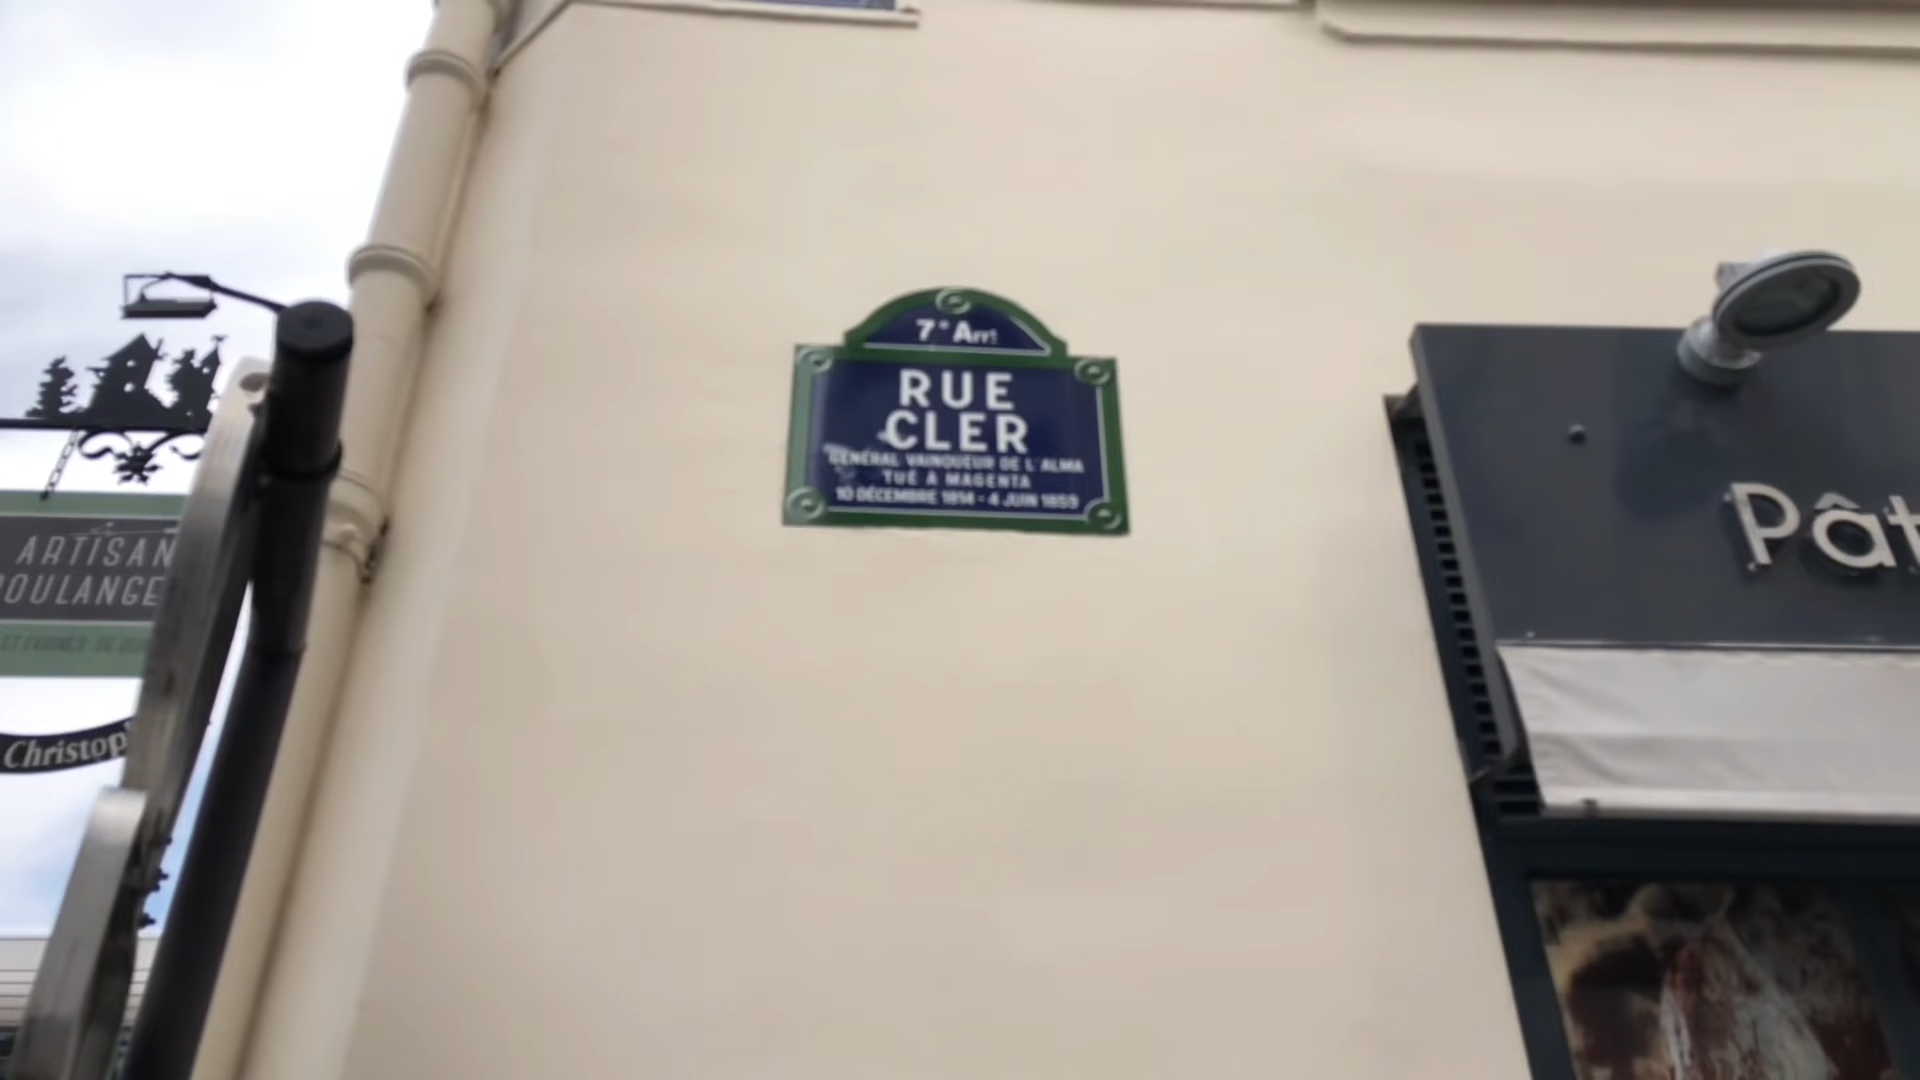 7e Arrt
RUE
CLER
GÉNÉRAL VAINQUEUR DE L'ALMA
TUÉ A MAGENTA
10 DÉCEMBRE 1814 - 4 JUIN 1859
ARTISAN
BOULANGE
Christop
Pât